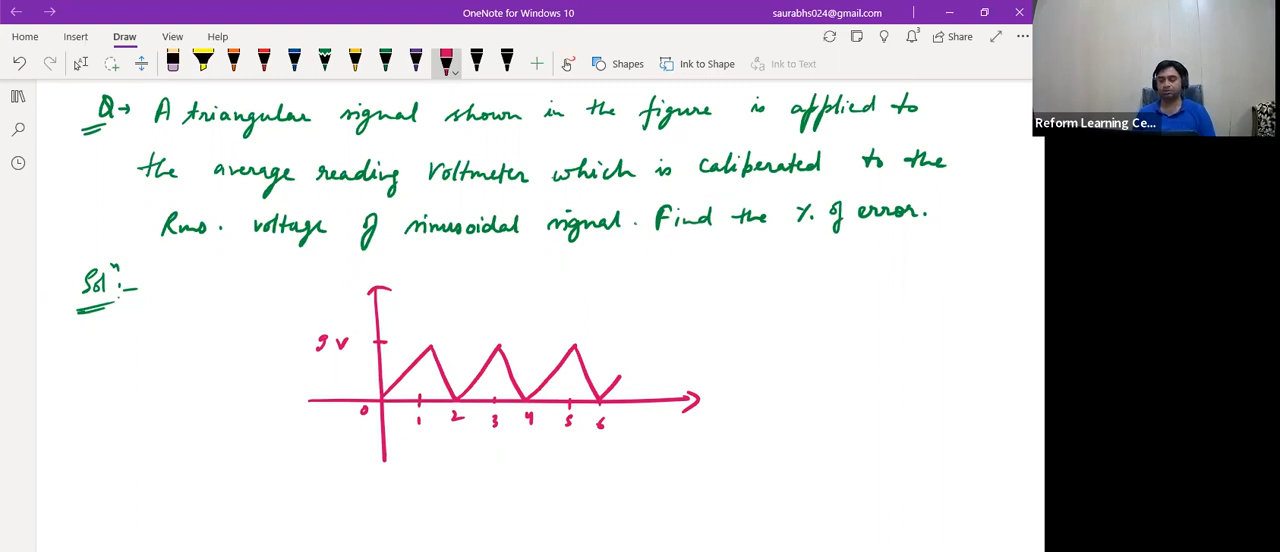 OneNote for Windows 10
saurabhs024@gmail.com
Home Insert Draw View Help
Share
Shapes Ink to Shape Ink to Text
Reform Learning Ce...
Q→ A triangular signal shown in the figure is applied to
the average reading Voltmeter which is caliberated to the
Rms. voltage of sinusoidal signal. Find the % of error.
Solⁿ:-
9 V
0 1 2 3 4 5 6